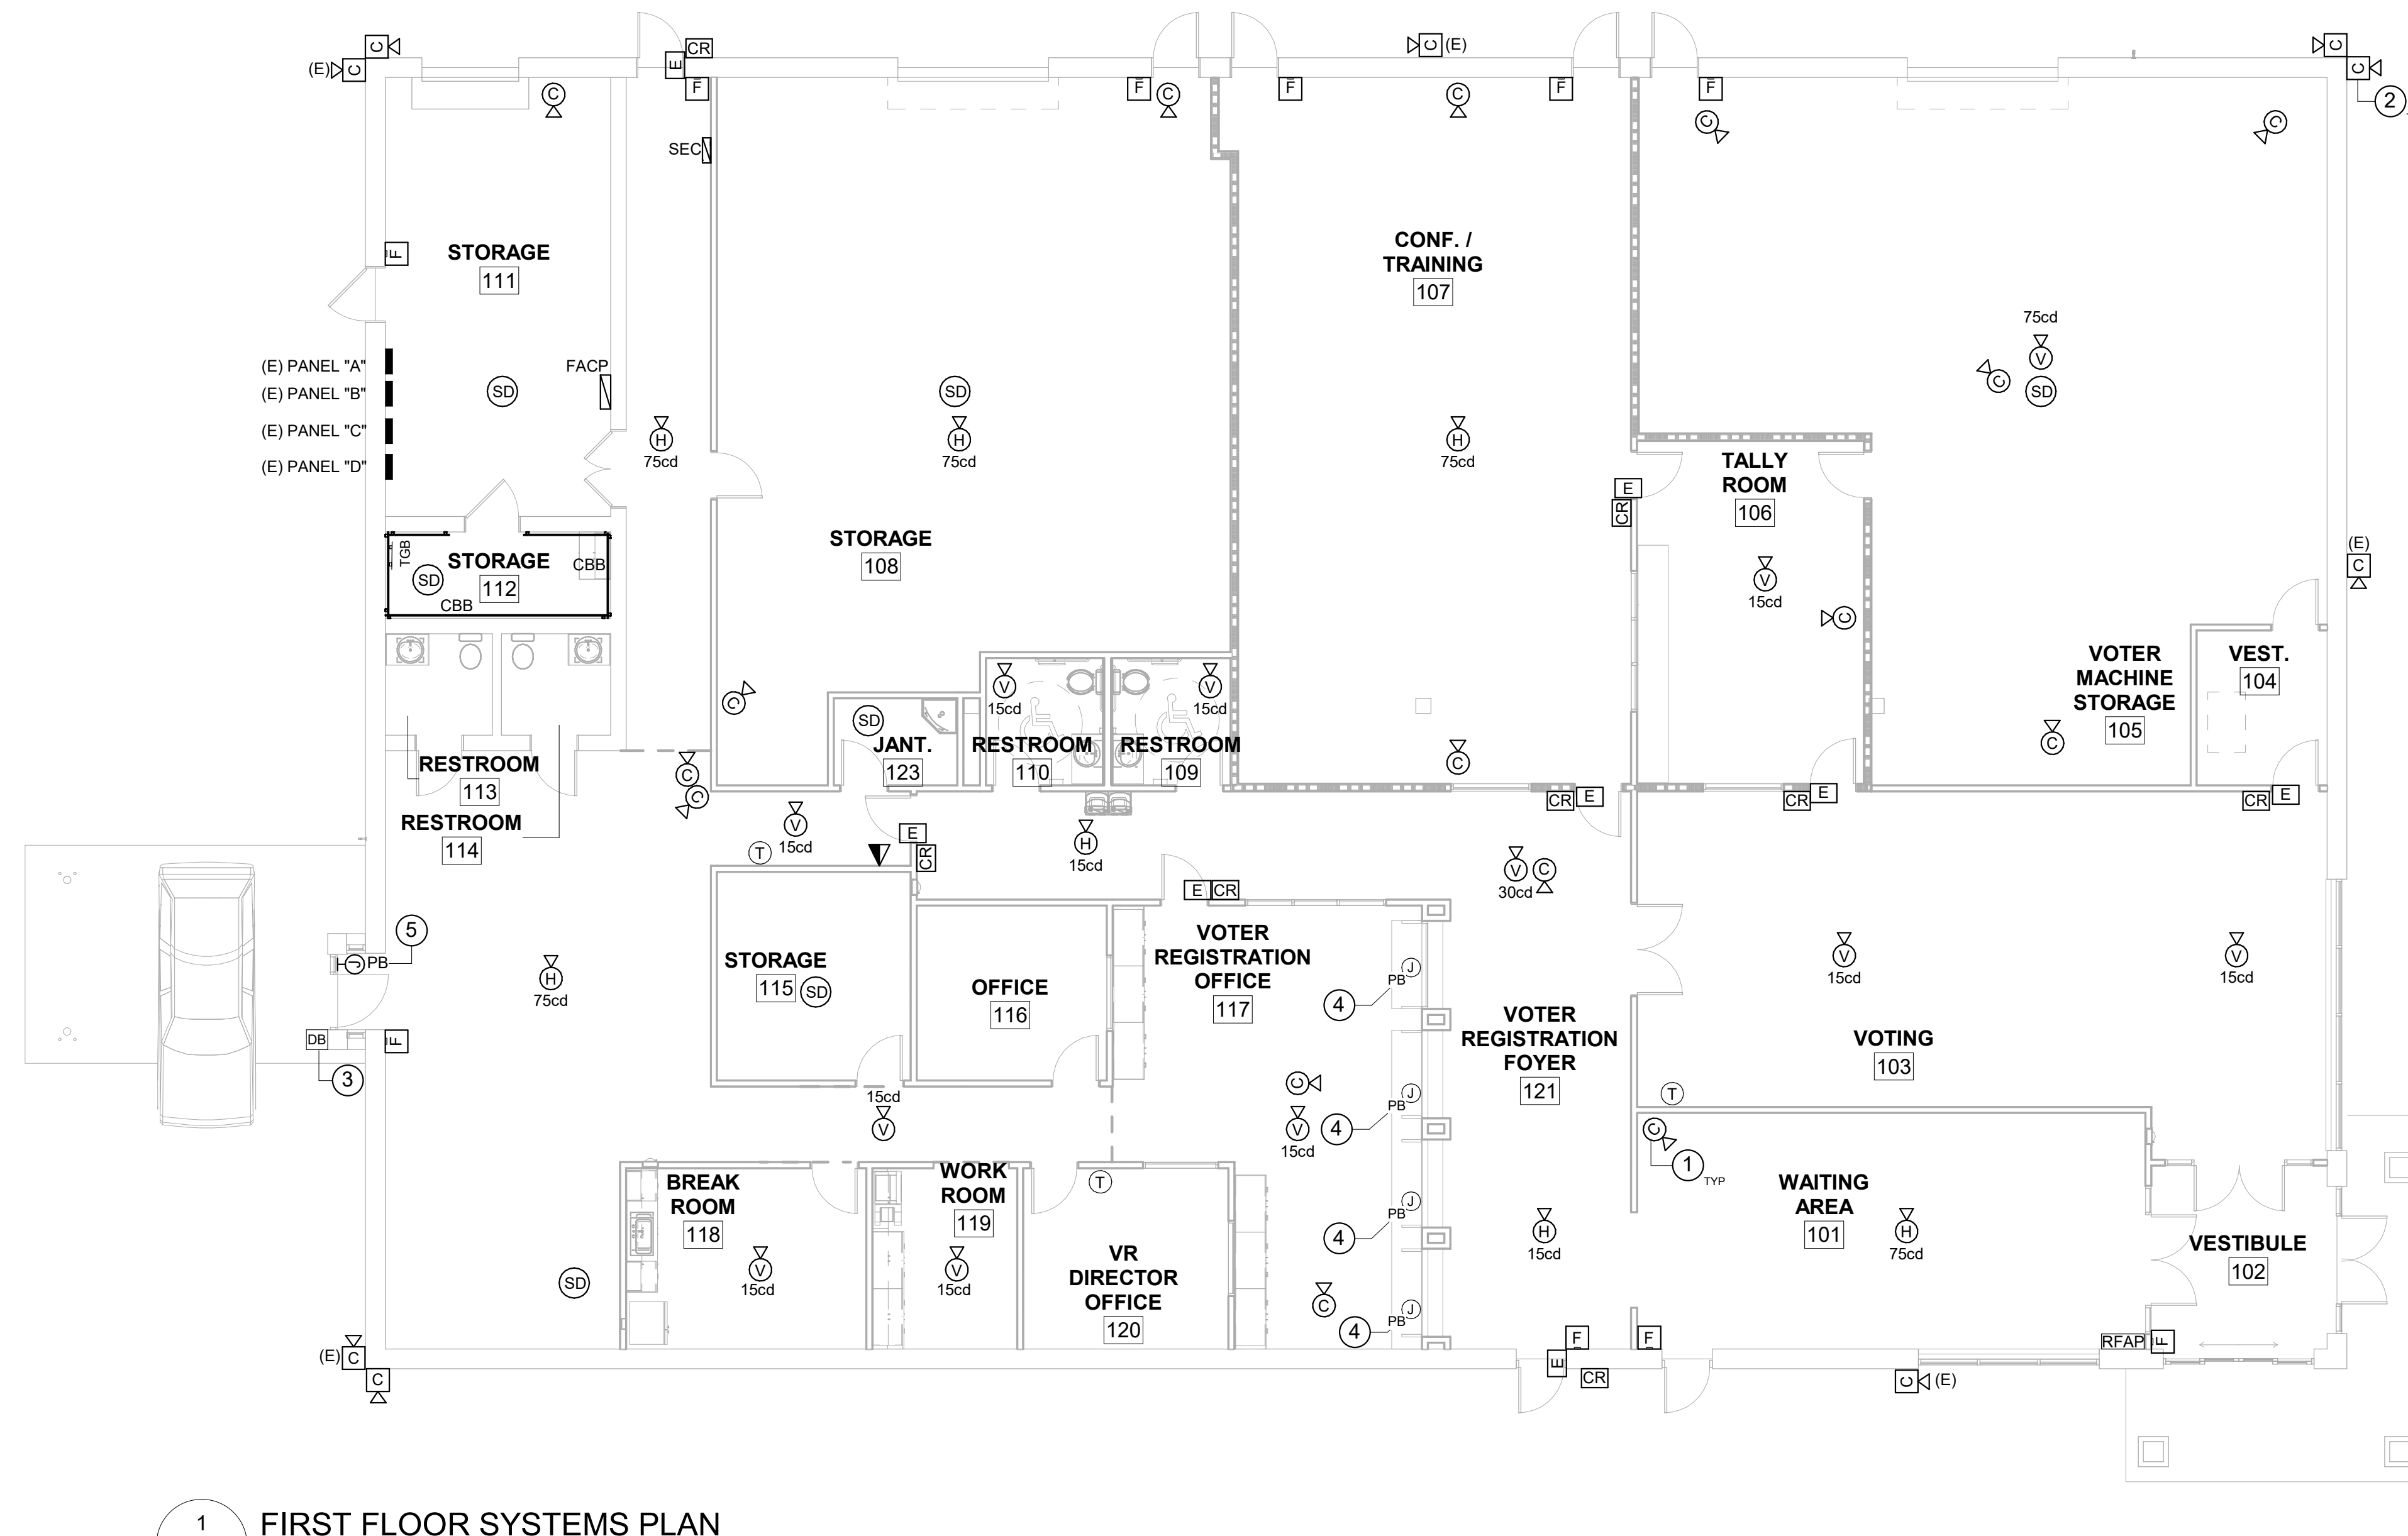 C
(E) C
E
CR
F
C
F
C
F
C
C (E)
F
F
C
C
C
C
2
SEC
F
STORAGE
111
CONF. /
TRAINING
107
75cd
V
C
SD
(E) PANEL "A"
(E) PANEL "B"
(E) PANEL "C"
(E) PANEL "D"
FACP
SD
SD
H
75cd
H
75cd
H
75cd
TALLY
ROOM
106
E
CR
V
15cd
C
TGB
STORAGE
112
SD
CBB
CBB
STORAGE
108
(E)
C
VOTER
MACHINE
STORAGE
105
C
VEST.
104
C
V
15cd
V
15cd
SD
JANT.
123
RESTROOM
110
RESTROOM
109
C
RESTROOM
113
RESTROOM
114
C
C
V
15cd
T
E
CR
H
15cd
CR E
CR E
CR E
V
30cd
C
E CR
5
J PB
H
75cd
DB
3
F
STORAGE
115
SD
OFFICE
116
VOTER
REGISTRATION
OFFICE
117
J
PB
4
VOTER
REGISTRATION
FOYER
121
V
15cd
V
15cd
VOTING
103
T
15cd
V
C
V
15cd
J
PB
4
C
1
TYP
BREAK
ROOM
118
V
15cd
WORK
ROOM
119
V
15cd
T
VR
DIRECTOR
OFFICE
120
J
PB
4
H
15cd
WAITING
AREA
101
H
75cd
VESTIBULE
102
SD
C
J
PB
4
(E) C
C
F
E
CR
F
RFAP
F
C (E)
1
FIRST FLOOR SYSTEMS PLAN